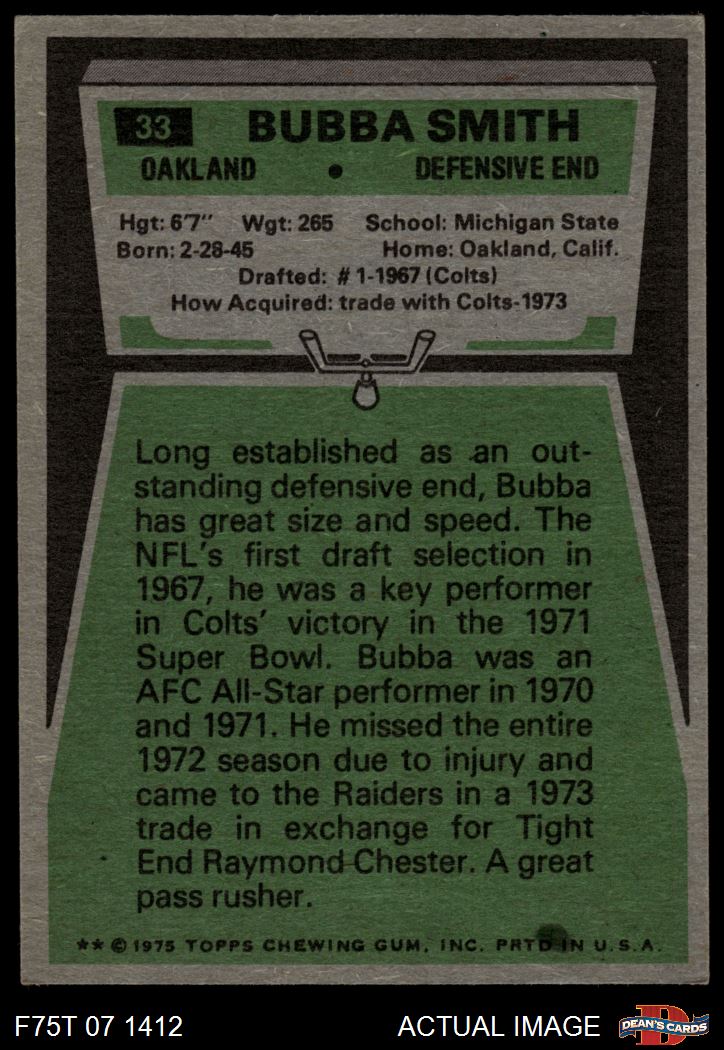 33 BUBBA SMITH
OAKLAND • DEFENSIVE END
Hgt: 6'7" Wgt: 265 School: Michigan State
Born: 2-28-45 Home: Oakland, Calif.
Drafted: #1-1967 (Colts)
How Acquired: trade with Colts-1973
Long established as an out-
standing defensive end, Bubba
has great size and speed. The
NFL's first draft selection in
1967, he was a key performer
in Colts' victory in the 1971
Super Bowl. Bubba was an
AFC All-Star performer in 1970
and 1971. He missed the entire
1972 season due to injury and
came to the Raiders in a 1973
trade in exchange for Tight
End Raymond Chester. A great
pass rusher.
** © 1975 TOPPS CHEWING GUM, INC. PRTD IN U.S.A.
F75T 07 1412 ACTUAL IMAGE D DEAN'S CARDS